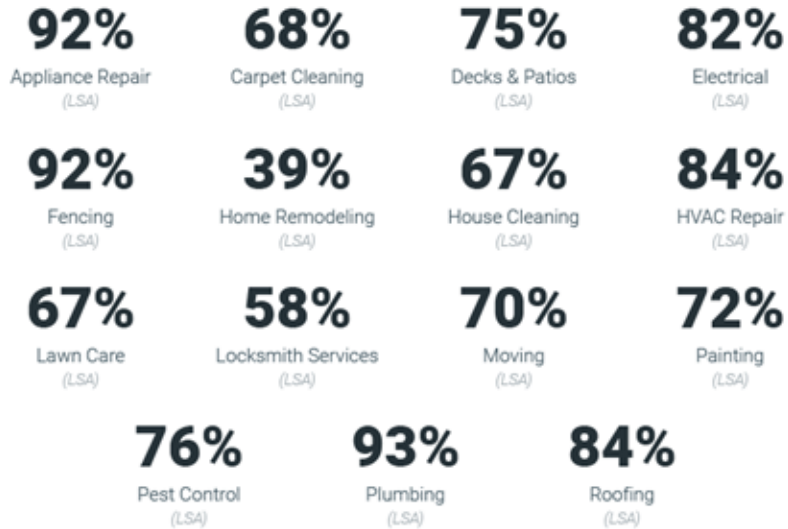 92% 68% 75% 82%
Appliance Repair Carpet Cleaning Decks & Patios Electrical
(LSA) (LSA) (LSA) (LSA)
92% 39% 67% 84%
Fencing Home Remodeling House Cleaning HVAC Repair
(LSA) (LSA) (LSA) (LSA)
67% 58% 70% 72%
Lawn Care Locksmith Services Moving Painting
(LSA) (LSA) (LSA) (LSA)
76% 93% 84%
Pest Control Plumbing Roofing
(LSA) (LSA) (LSA)